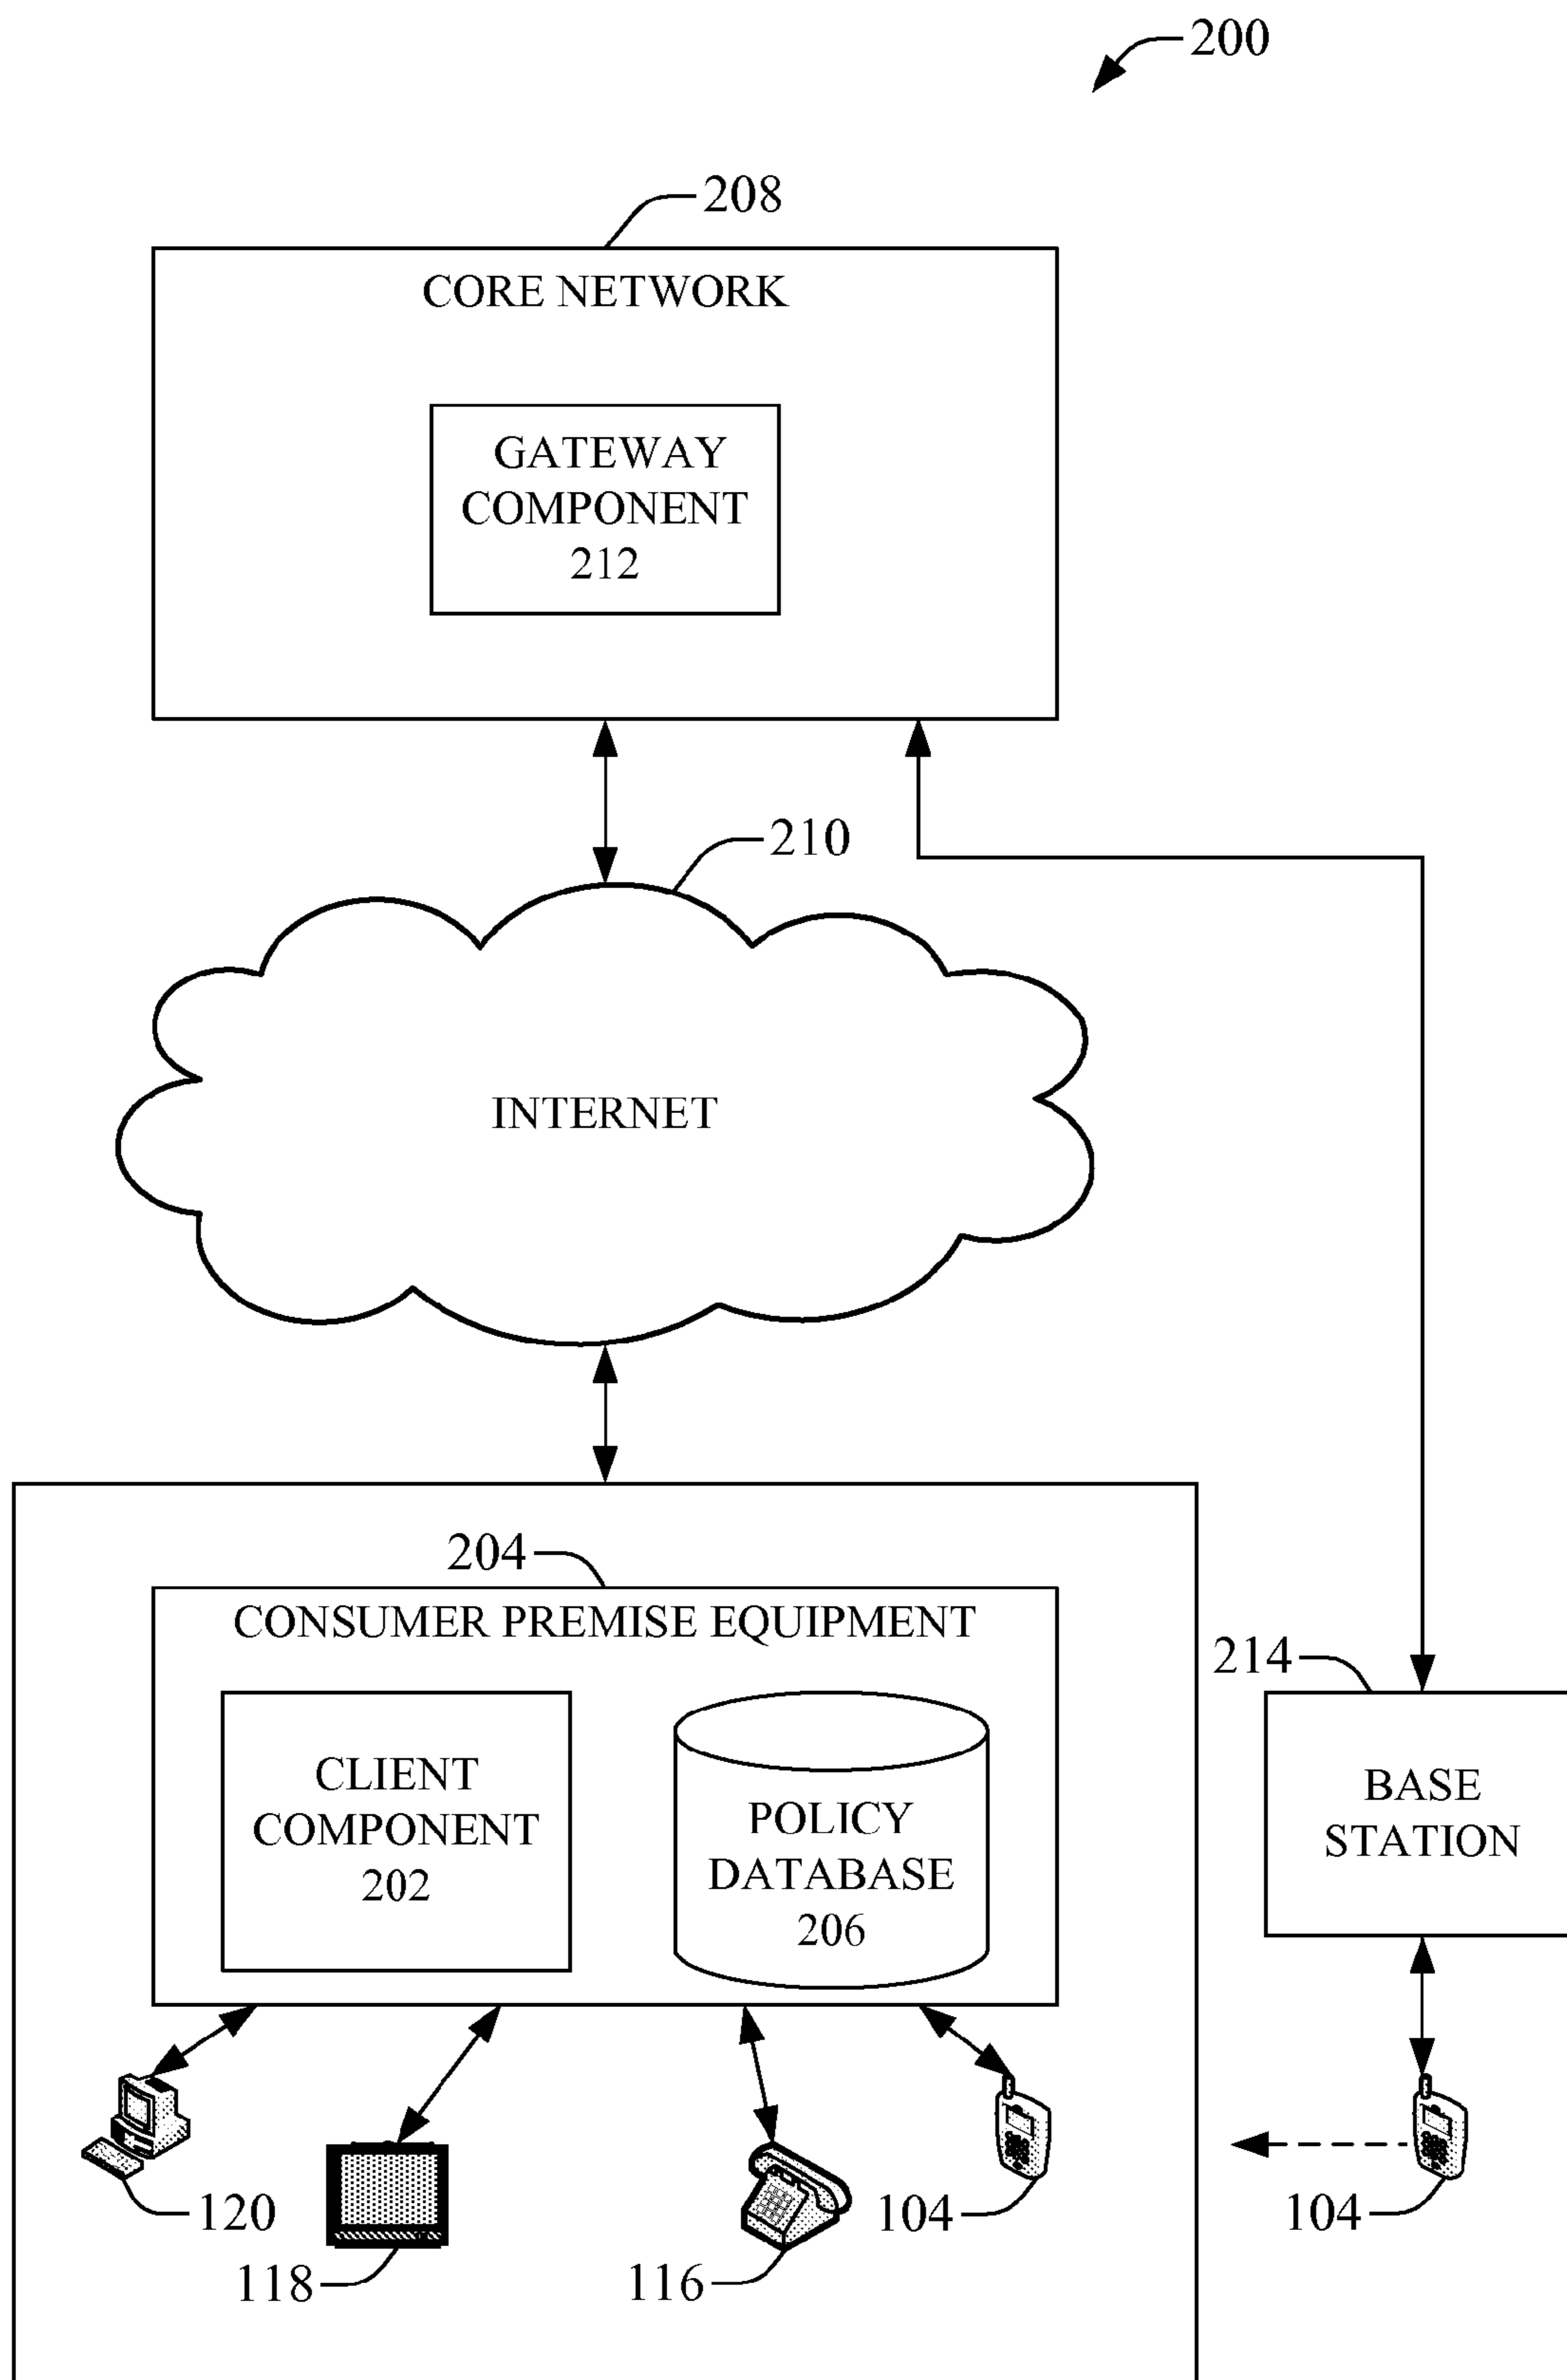 200
208
CORE NETWORK
GATEWAY
COMPONENT
212
210
INTERNET
204
CONSUMER PREMISE EQUIPMENT
214
CLIENT
COMPONENT
202
POLICY
DATABASE
206
BASE
STATION
120
118
116
104
104